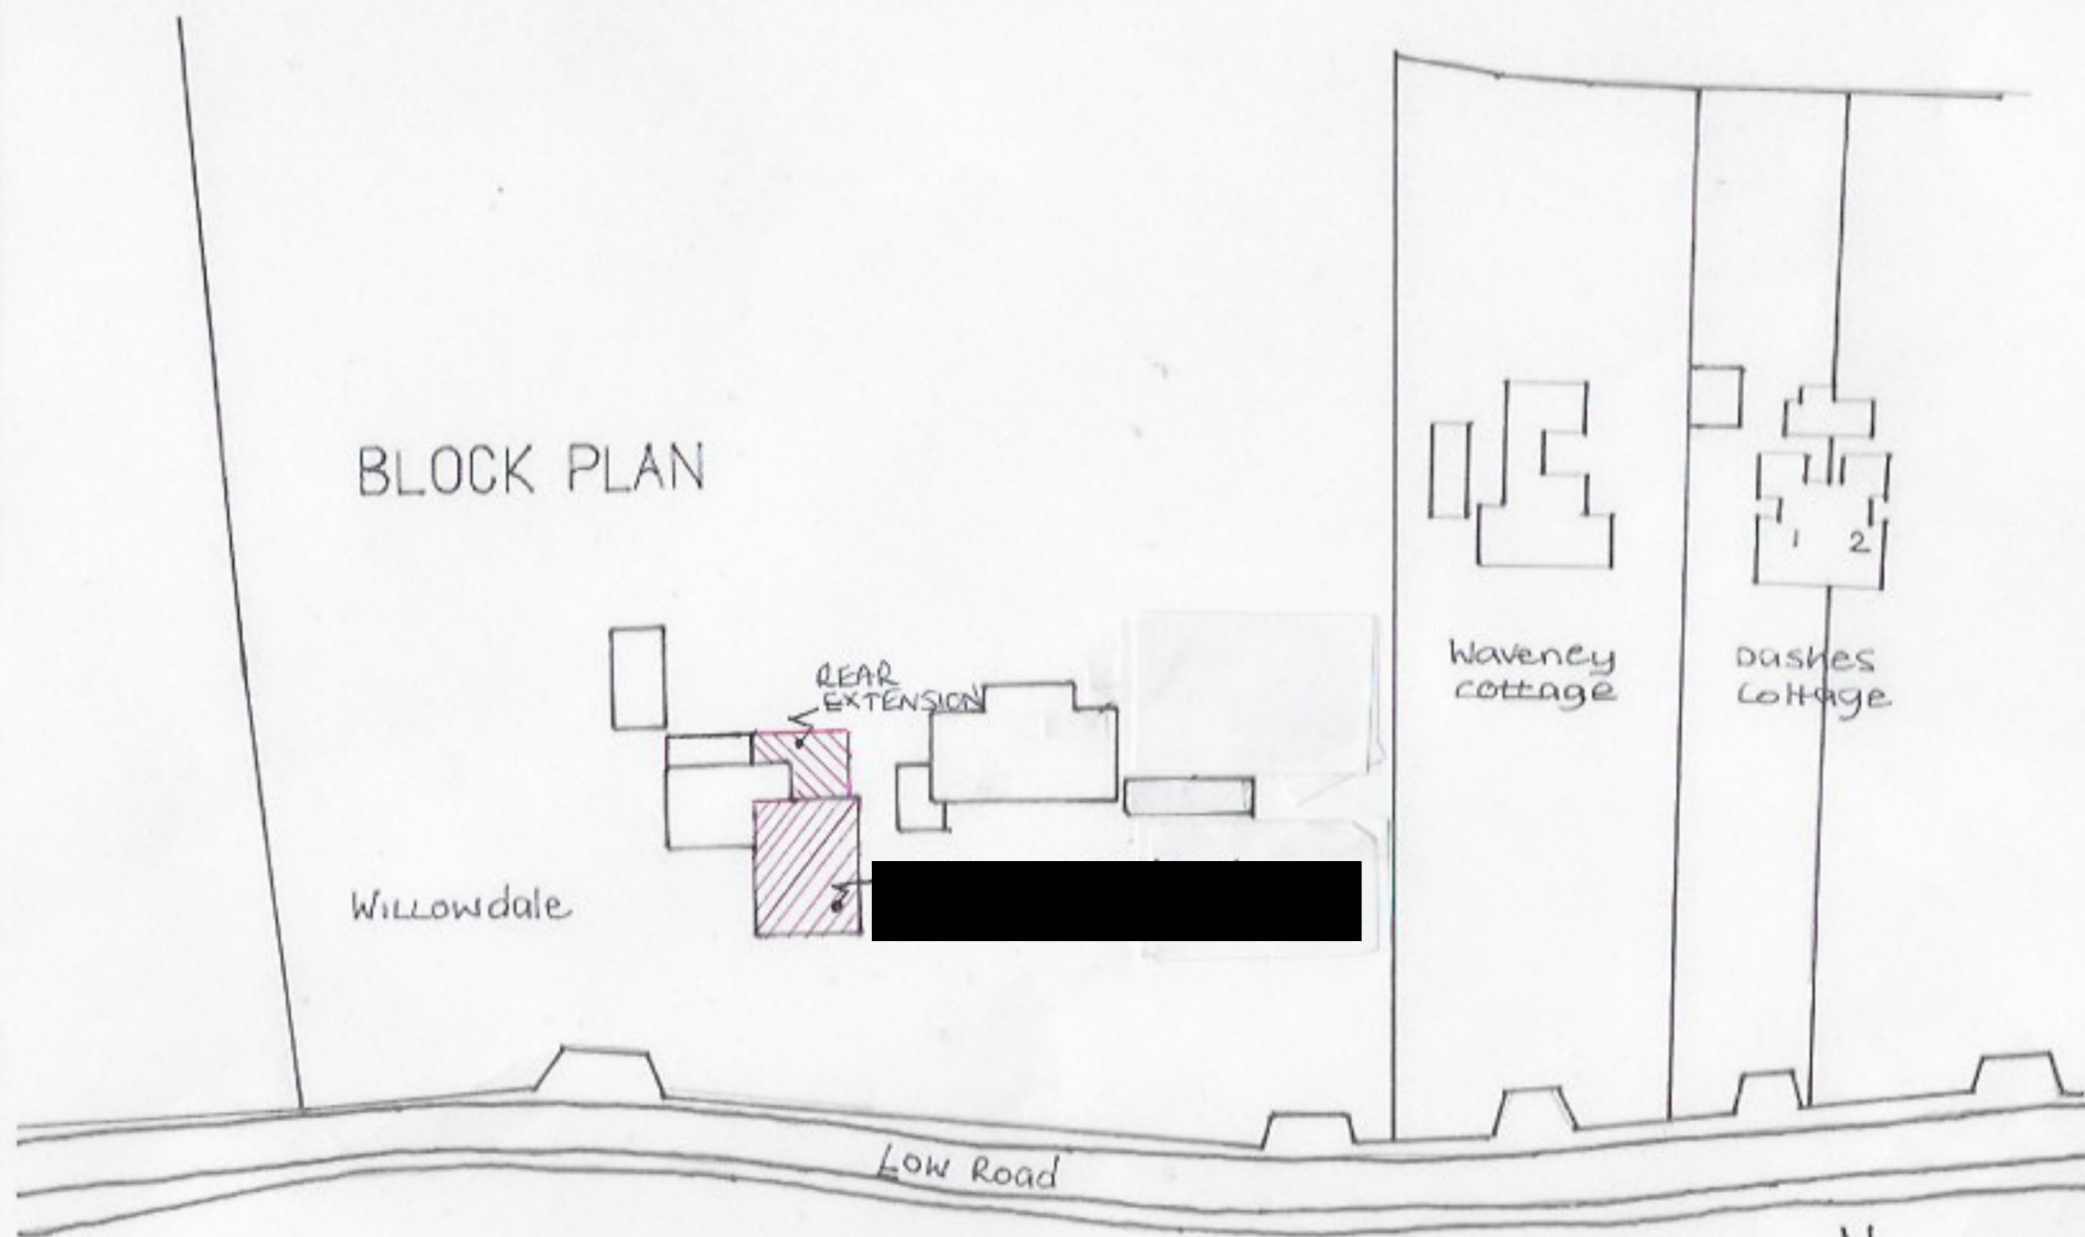 BLOCK PLAN
REAR
EXTENSION
Waveney
cottage
Dashes
Cottage
1 2
Willowdale
Low Road
N